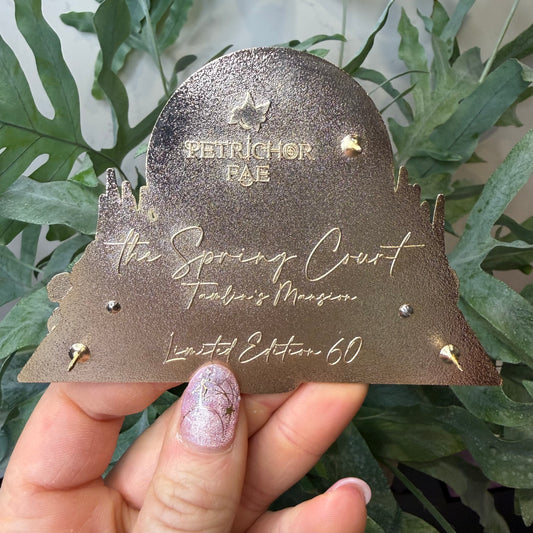 PETRICHOR
FAE
the Spring Court
Tamlin's Mansion
Limited Edition 60